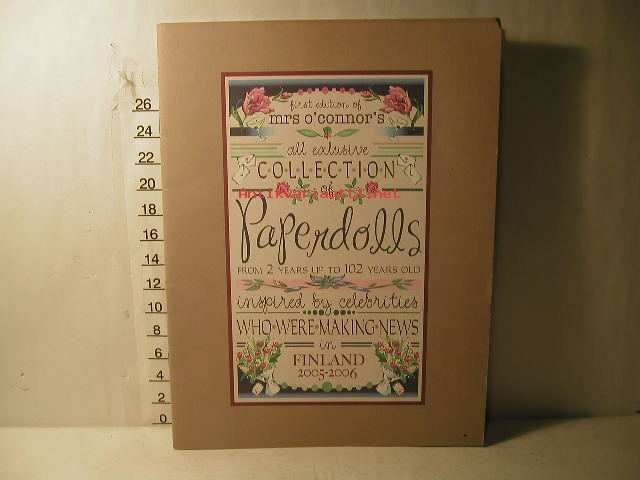 first edition of
mrs o'connor's
all exlusive
COLLECTION
of
Antikvariantti.net
Paperdolls
FROM 2 YEARS UP TO 102 YEARS OLD
inspired by celebrities
WHO·WERE·MAKING·NEWS
in
FINLAND
2005-2006
26
24
22
20
18
16
14
12
10
8
6
4
2
0